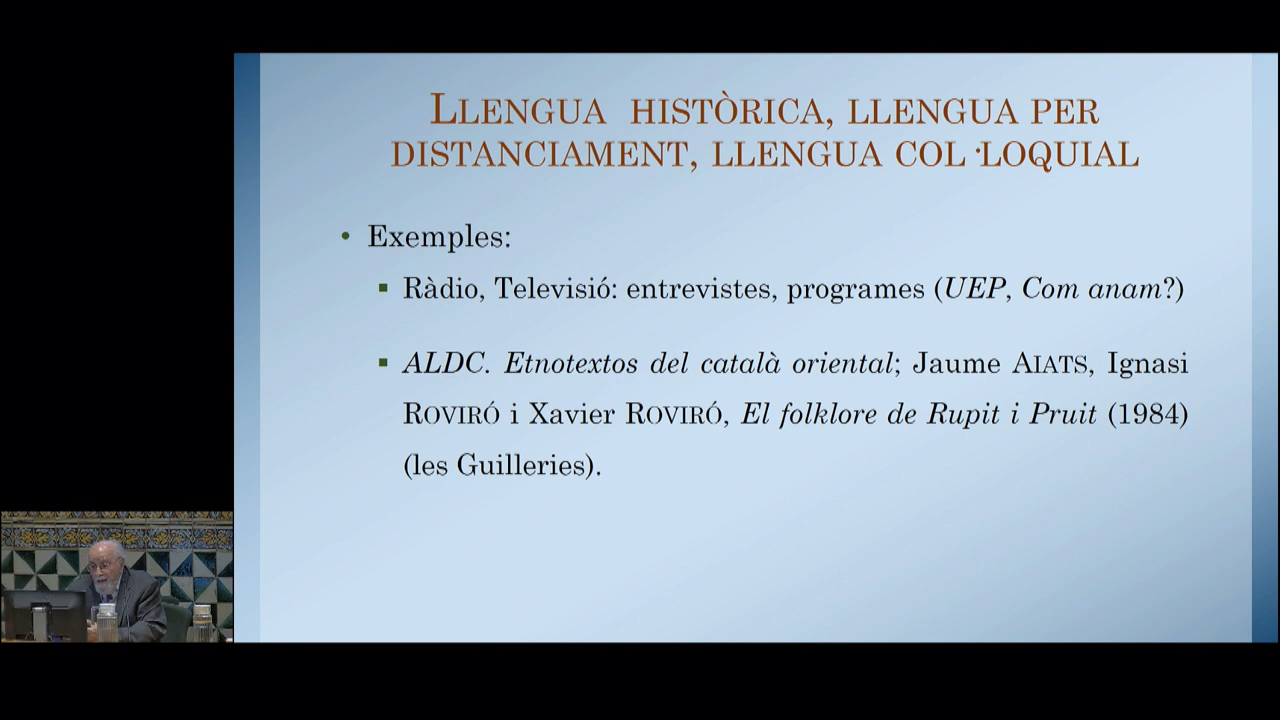 LLENGUA HISTÒRICA, LLENGUA PER
DISTANCIAMENT, LLENGUA COL·LOQUIAL
• Exemples:
▪ Ràdio, Televisió: entrevistes, programes (UEP, Com anam?)
▪ ALDC. Etnotextos del català oriental; Jaume AIATS, Ignasi
ROVIRÓ i Xavier ROVIRÓ, El folklore de Rupit i Pruit (1984)
(les Guilleries).